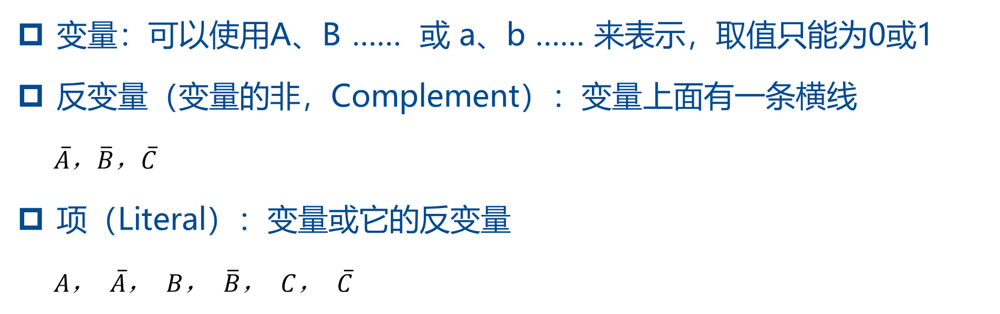 变量：可以使用A、B …… 或 a、b …… 来表示，取值只能为0或1
反变量（变量的非，Complement）：变量上面有一条横线
Ā，B̄，C̄
项（Literal）：变量或它的反变量
A， Ā， B， B̄， C， C̄